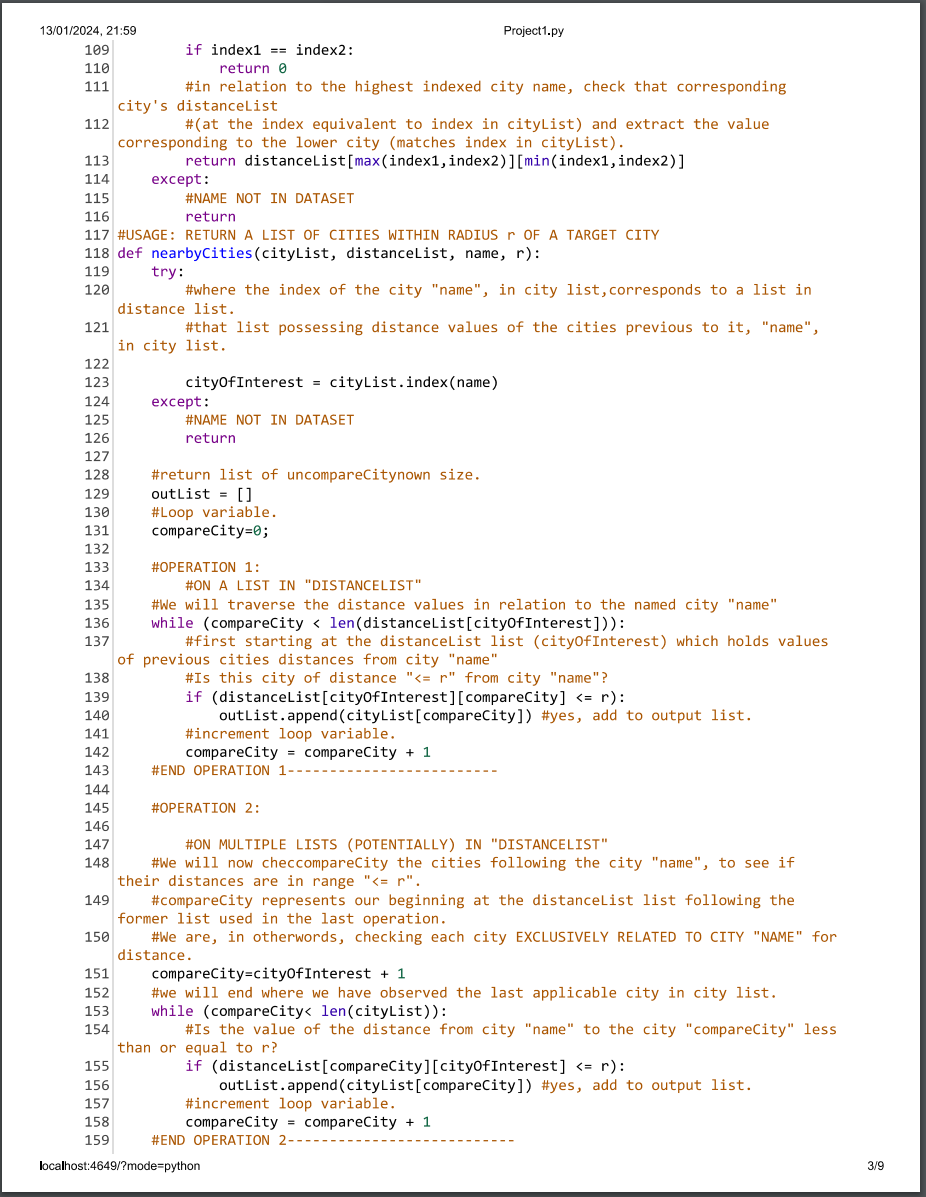 13/01/2024, 21:59 Project1.py
109 if index1 == index2:
110 return 0
111 #in relation to the highest indexed city name, check that corresponding
city's distanceList
112 #(at the index equivalent to index in cityList) and extract the value
corresponding to the lower city (matches index in cityList).
113 return distanceList[max(index1,index2)][min(index1,index2)]
114 except:
115 #NAME NOT IN DATASET
116 return
117 #USAGE: RETURN A LIST OF CITIES WITHIN RADIUS r OF A TARGET CITY
118 def nearbyCities(cityList, distanceList, name, r):
119 try:
120 #where the index of the city "name", in city list,corresponds to a list in
distance list.
121 #that list possessing distance values of the cities previous to it, "name",
in city list.
122
123 cityOfInterest = cityList.index(name)
124 except:
125 #NAME NOT IN DATASET
126 return
127
128 #return list of uncompareCitynown size.
129 outList = []
130 #Loop variable.
131 compareCity=0;
132
133 #OPERATION 1:
134 #ON A LIST IN "DISTANCELIST"
135 #We will traverse the distance values in relation to the named city "name"
136 while (compareCity < len(distanceList[cityOfInterest])):
137 #first starting at the distanceList list (cityOfInterest) which holds values
of previous cities distances from city "name"
138 #Is this city of distance "<= r" from city "name"?
139 if (distanceList[cityOfInterest][compareCity] <= r):
140 outList.append(cityList[compareCity]) #yes, add to output list.
141 #increment loop variable.
142 compareCity = compareCity + 1
143 #END OPERATION 1-------------------------
144
145 #OPERATION 2:
146
147 #ON MULTIPLE LISTS (POTENTIALLY) IN "DISTANCELIST"
148 #We will now checcompareCity the cities following the city "name", to see if
their distances are in range "<= r".
149 #compareCity represents our beginning at the distanceList list following the
former list used in the last operation.
150 #We are, in otherwords, checking each city EXCLUSIVELY RELATED TO CITY "NAME" for
distance.
151 compareCity=cityOfInterest + 1
152 #we will end where we have observed the last applicable city in city list.
153 while (compareCity< len(cityList)):
154 #Is the value of the distance from city "name" to the city "compareCity" less
than or equal to r?
155 if (distanceList[compareCity][cityOfInterest] <= r):
156 outList.append(cityList[compareCity]) #yes, add to output list.
157 #increment loop variable.
158 compareCity = compareCity + 1
159 #END OPERATION 2---------------------------
localhost:4649/?mode=python 3/9